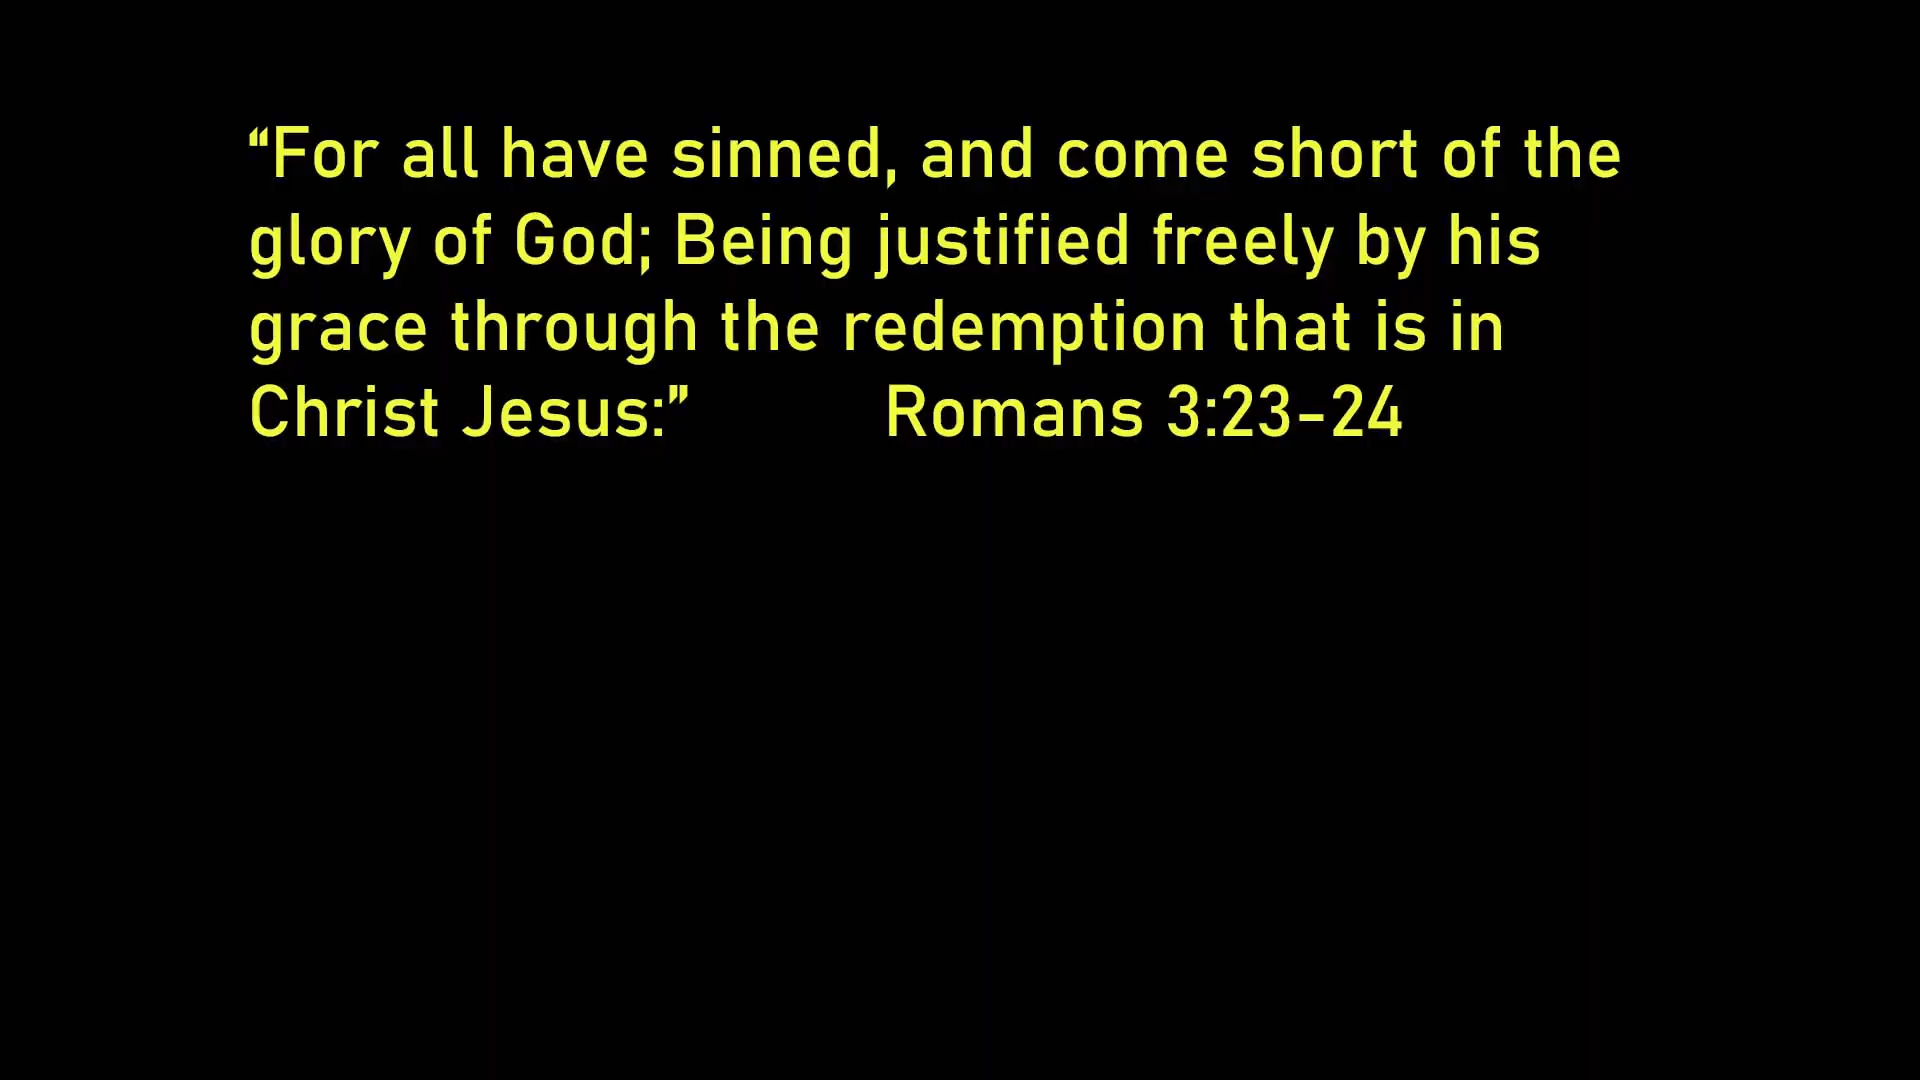 “For all have sinned, and come short of the
glory of God; Being justified freely by his
grace through the redemption that is in
Christ Jesus:” Romans 3:23-24